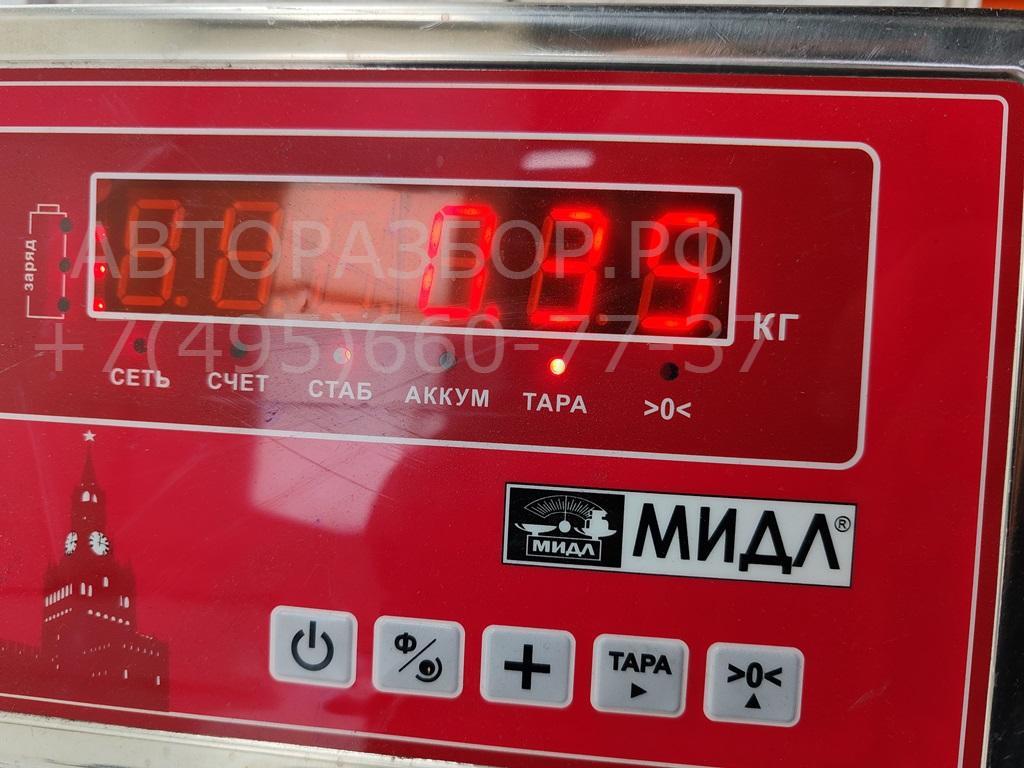 АВТОРАЗБОР.РФ
заряд
КГ
+7(495)660-77-37
СЕТЬ СЧЕТ СТАБ АККУМ ТАРА >0<
МИДЛ МИДЛ®
Ф
+ ТАРА >0<